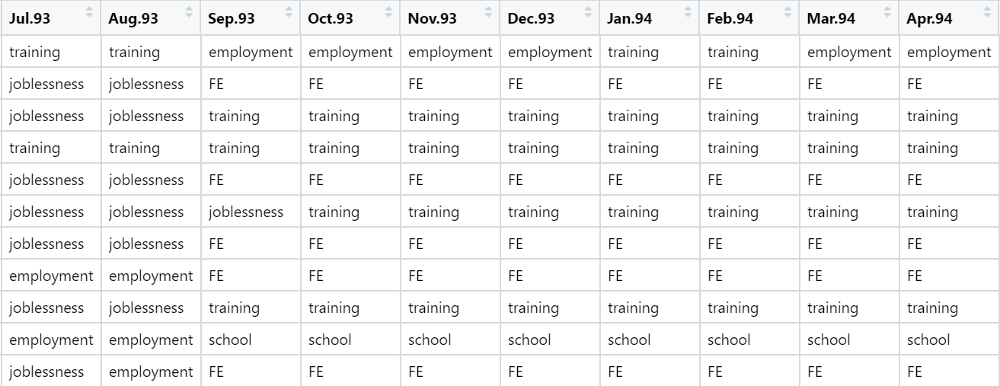 Jul.93 Aug.93 Sep.93 Oct.93 Nov.93 Dec.93 Jan.94 Feb.94 Mar.94 Apr.94
training training employment employment employment employment training training employment employment
joblessness joblessness FE FE FE FE FE FE FE FE
joblessness joblessness training training training training training training training training
training training training training training training training training training training
joblessness joblessness FE FE FE FE FE FE FE FE
joblessness joblessness joblessness training training training training training training training
joblessness joblessness FE FE FE FE FE FE FE FE
employment employment FE FE FE FE FE FE FE FE
joblessness joblessness training training training training training training training training
employment employment school school school school school school school school
joblessness employment FE FE FE FE FE FE FE FE